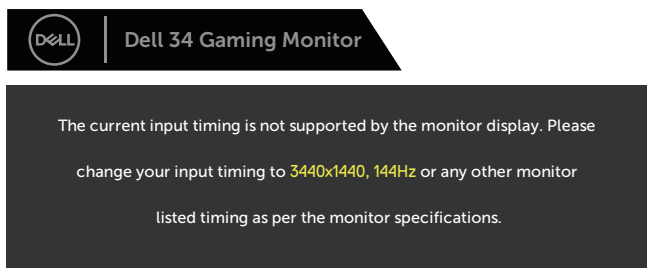 DELL
Dell 34 Gaming Monitor
The current input timing is not supported by the monitor display. Please
change your input timing to 3440x1440, 144Hz or any other monitor
listed timing as per the monitor specifications.